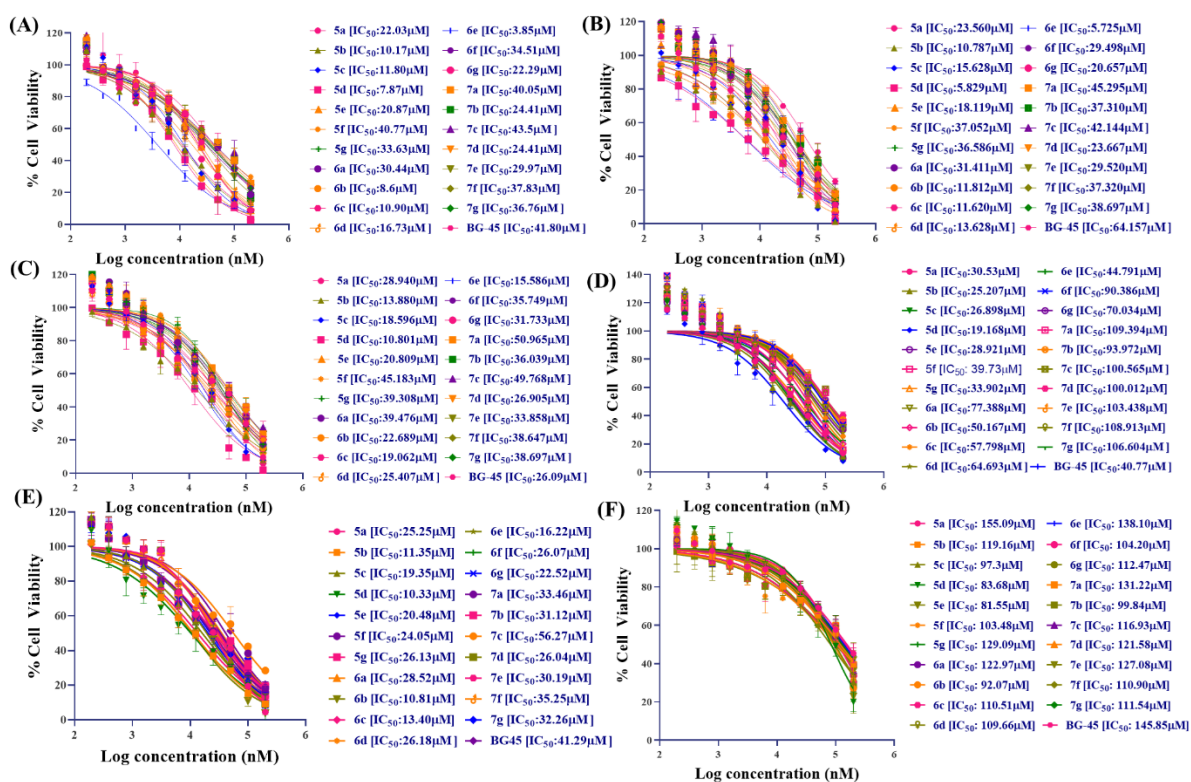 (A)
% Cell Viability
120
100
80
60
40
20
0
2 3 4 5 6
Log concentration (nM)
5a [IC50:22.03μM]
5b [IC50:10.17μM]
5c [IC50:11.80μM]
5d [IC50:7.87μM]
5e [IC50:20.87μM]
5f [IC50:40.77μM]
5g [IC50:33.63μM]
6a [IC50:30.44μM]
6b [IC50:8.6μM]
6c [IC50:10.90μM]
6d [IC50:16.73μM]
6e [IC50:3.85μM]
6f [IC50:34.51μM]
6g [IC50:22.29μM]
7a [IC50:40.05μM]
7b [IC50:24.41μM]
7c [IC50:43.5μM]
7d [IC50:24.41μM]
7e [IC50:29.97μM]
7f [IC50:37.83μM]
7g [IC50:36.76μM]
BG-45 [IC50:41.80μM]
(B)
% Cell Viability
120
100
80
60
40
20
0
2 3 4 5 6
Log concentration (nM)
5a [IC50:23.560μM]
5b [IC50:10.787μM]
5c [IC50:15.628μM]
5d [IC50:5.829μM]
5e [IC50:18.119μM]
5f [IC50:37.052μM]
5g [IC50:36.586μM]
6a [IC50:31.411μM]
6b [IC50:11.812μM]
6c [IC50:11.620μM]
6d [IC50:13.628μM]
6e [IC50:5.725μM]
6f [IC50:29.498μM]
6g [IC50:20.657μM]
7a [IC50:45.295μM]
7b [IC50:37.310μM]
7c [IC50:42.144μM]
7d [IC50:23.667μM]
7e [IC50:29.520μM]
7f [IC50:37.320μM]
7g [IC50:38.697μM]
BG-45 [IC50:64.157μM]
(C)
% Cell Viability
120
100
80
60
40
20
0
2 3 4 5 6
Log concentration (nM)
5a [IC50:28.940μM]
5b [IC50:13.880μM]
5c [IC50:18.596μM]
5d [IC50:10.801μM]
5e [IC50:20.809μM]
5f [IC50:45.183μM]
5g [IC50:39.308μM]
6a [IC50:39.476μM]
6b [IC50:22.689μM]
6c [IC50:19.062μM]
6d [IC50:25.407μM]
6e [IC50:15.586μM]
6f [IC50:35.749μM]
6g [IC50:31.733μM]
7a [IC50:50.965μM]
7b [IC50:36.039μM]
7c [IC50:49.768μM]
7d [IC50:26.905μM]
7e [IC50:33.858μM]
7f [IC50:38.647μM]
7g [IC50:38.697μM]
BG-45 [IC50:26.09μM]
(D)
% Cell Viability
140
120
100
80
60
40
20
0
2 3 4 5 6
Log concentration (nM)
5a [IC50:30.53μM]
5b [IC50:25.207μM]
5c [IC50:26.898μM]
5d [IC50:19.168μM]
5e [IC50:28.921μM]
5f [IC50: 39.73μM]
5g [IC50:33.902μM]
6a [IC50:77.388μM]
6b [IC50:50.167μM]
6c [IC50:57.798μM]
6d [IC50:64.693μM]
6e [IC50:44.791μM]
6f [IC50:90.386μM]
6g [IC50:70.034μM]
7a [IC50:109.394μM]
7b [IC50:93.972μM]
7c [IC50:100.565μM]
7d [IC50:100.012μM]
7e [IC50:103.438μM]
7f [IC50:108.913μM]
7g [IC50:106.604μM]
BG-45 [IC50:40.77μM]
(E)
% Cell Viability
120
100
80
60
40
20
0
2 3 4 5 6
Log concentration (nM)
5a [IC50:25.25μM]
5b [IC50:11.35μM]
5c [IC50:19.35μM]
5d [IC50:10.33μM]
5e [IC50:20.48μM]
5f [IC50:24.05μM]
5g [IC50:26.13μM]
6a [IC50:28.52μM]
6b [IC50:10.81μM]
6c [IC50:13.40μM]
6d [IC50:26.18μM]
6e [IC50:16.22μM]
6f [IC50:26.07μM]
6g [IC50:22.52μM]
7a [IC50:33.46μM]
7b [IC50:31.12μM]
7c [IC50:56.27μM]
7d [IC50:26.04μM]
7e [IC50:30.19μM]
7f [IC50:35.25μM]
7g [IC50:32.26μM]
BG45 [IC50:41.29μM]
(F)
% Cell Viability
120
100
80
60
40
20
2 3 4 5 6
Log concentration (nM)
5a [IC50: 155.09μM]
5b [IC50: 119.16μM]
5c [IC50: 97.3μM]
5d [IC50: 83.68μM]
5e [IC50: 81.55μM]
5f [IC50: 103.48μM]
5g [IC50: 129.09μM]
6a [IC50: 122.97μM]
6b [IC50: 92.07μM]
6c [IC50: 110.51μM]
6d [IC50: 109.66μM]
6e [IC50: 138.10μM]
6f [IC50: 104.20μM]
6g [IC50: 112.47μM]
7a [IC50: 131.22μM]
7b [IC50: 99.84μM]
7c [IC50: 116.93μM]
7d [IC50: 121.58μM]
7e [IC50: 127.08μM]
7f [IC50: 110.90μM]
7g [IC50: 111.54μM]
BG-45 [IC50: 145.85μM]